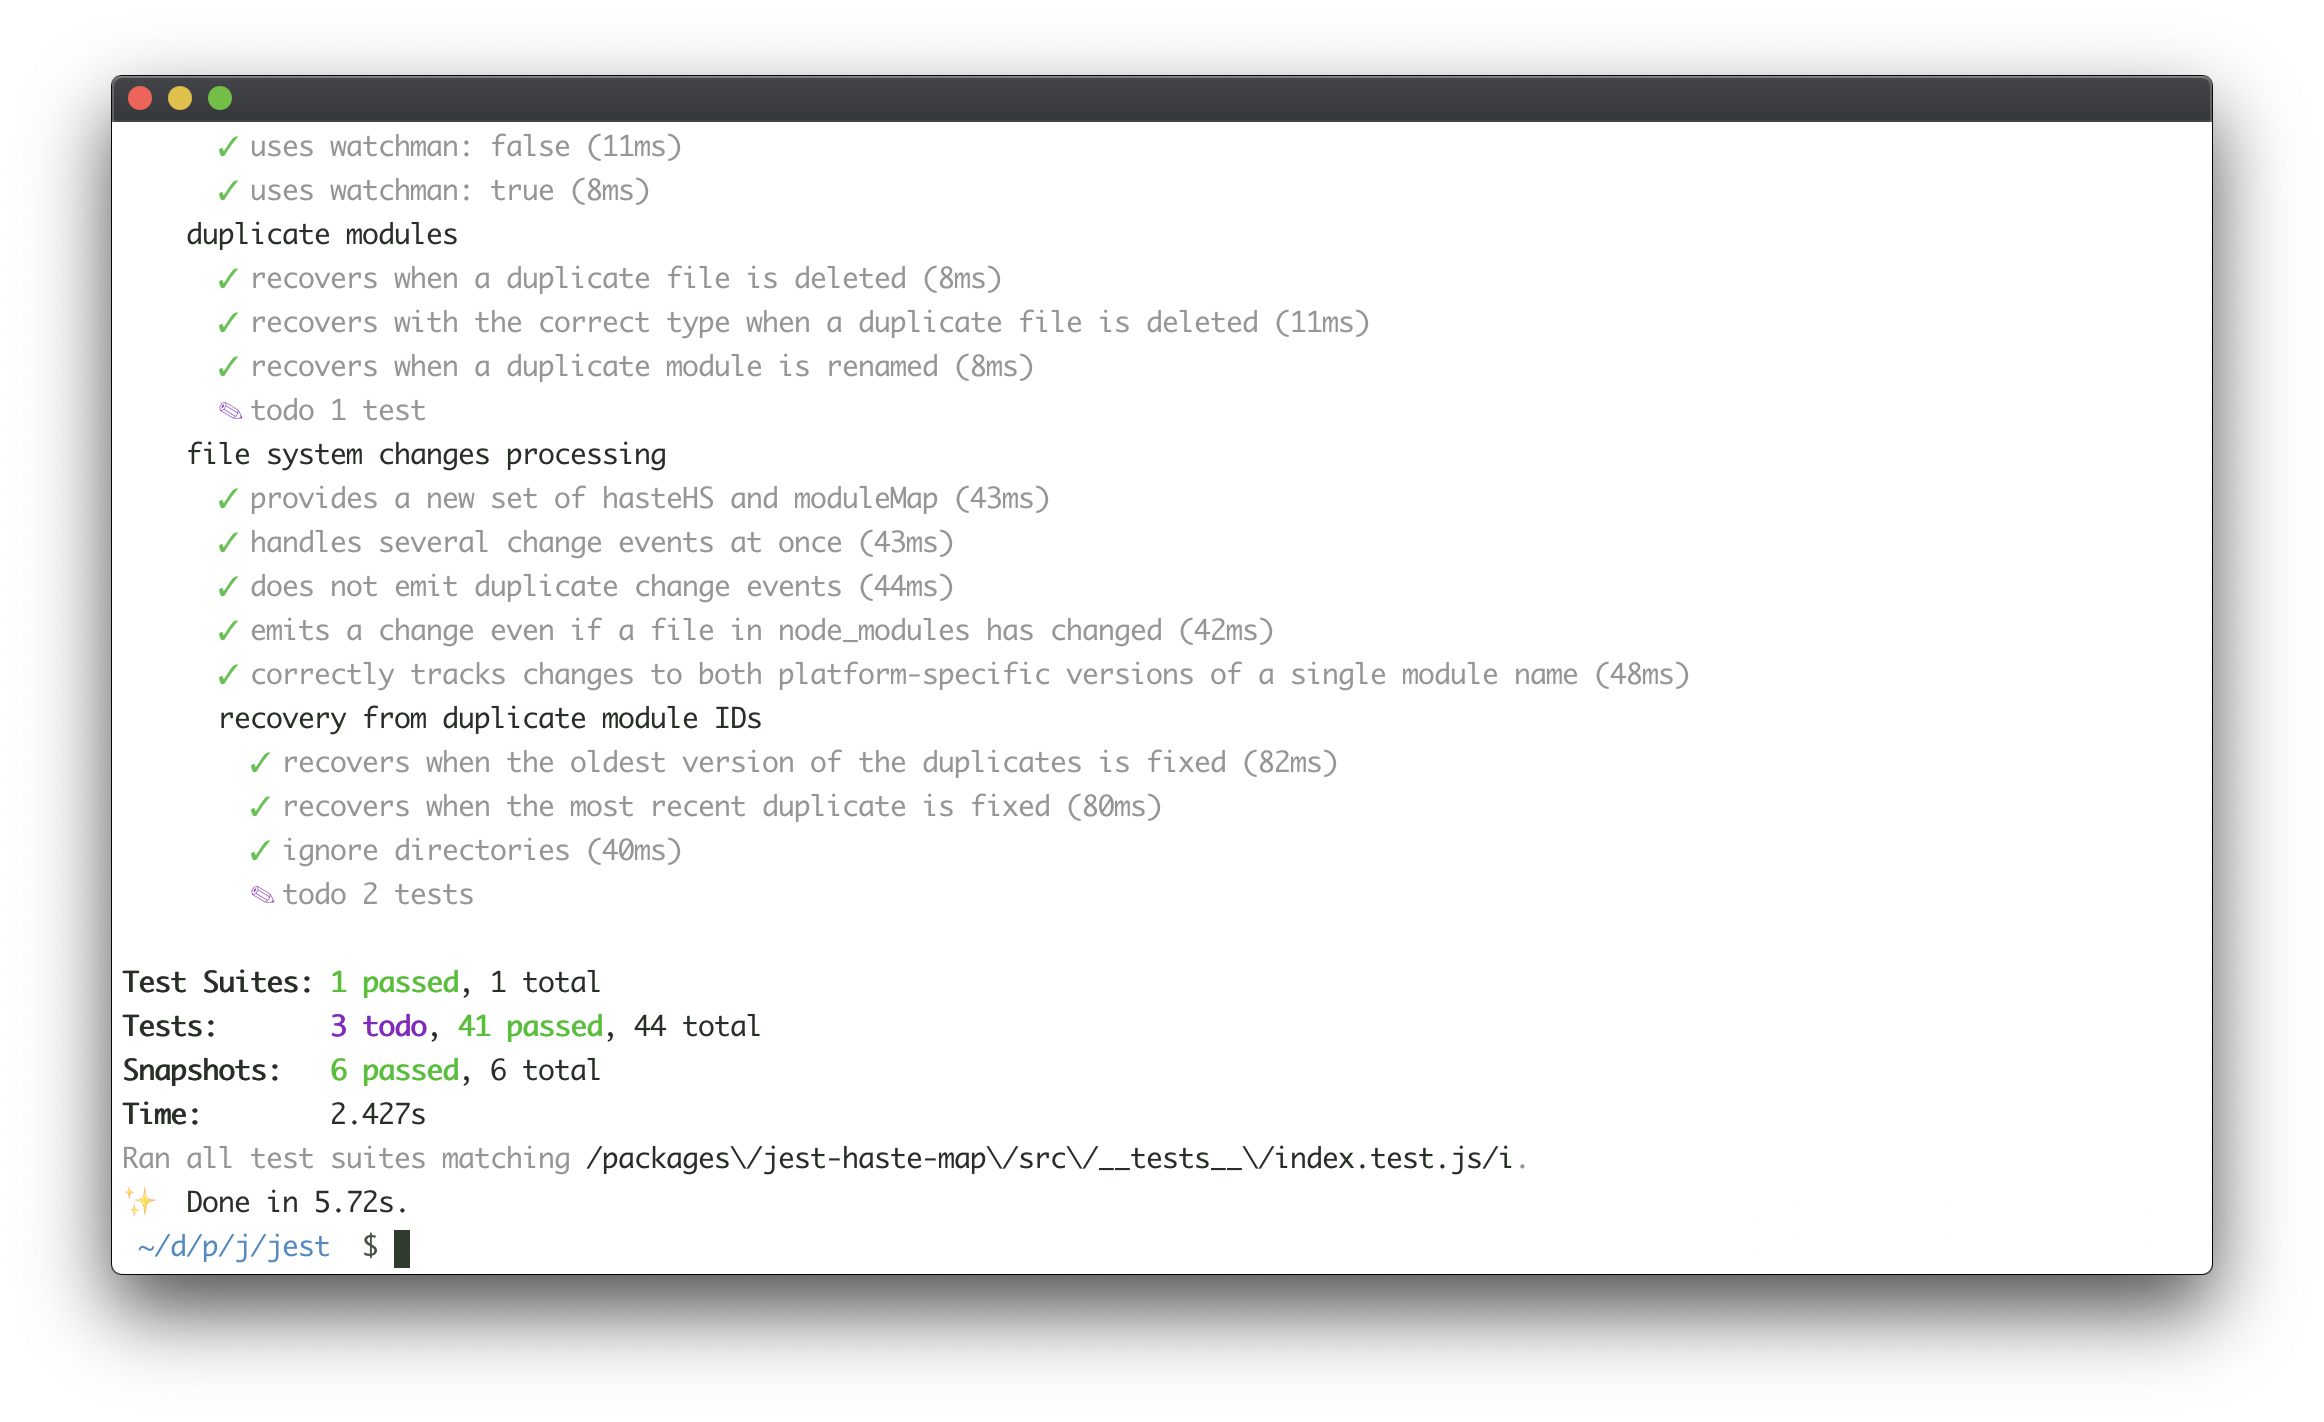 ✓ uses watchman: false (11ms)
✓ uses watchman: true (8ms)
duplicate modules
✓ recovers when a duplicate file is deleted (8ms)
✓ recovers with the correct type when a duplicate file is deleted (11ms)
✓ recovers when a duplicate module is renamed (8ms)
✎ todo 1 test
file system changes processing
✓ provides a new set of hasteHS and moduleMap (43ms)
✓ handles several change events at once (43ms)
✓ does not emit duplicate change events (44ms)
✓ emits a change even if a file in node_modules has changed (42ms)
✓ correctly tracks changes to both platform-specific versions of a single module name (48ms)
recovery from duplicate module IDs
✓ recovers when the oldest version of the duplicates is fixed (82ms)
✓ recovers when the most recent duplicate is fixed (80ms)
✓ ignore directories (40ms)
✎ todo 2 tests
Test Suites: 1 passed, 1 total
Tests: 3 todo, 41 passed, 44 total
Snapshots: 6 passed, 6 total
Time: 2.427s
Ran all test suites matching /packages\/jest-haste-map\/src\/__tests__\/index.test.js/i.
✨ Done in 5.72s.
~/d/p/j/jest $